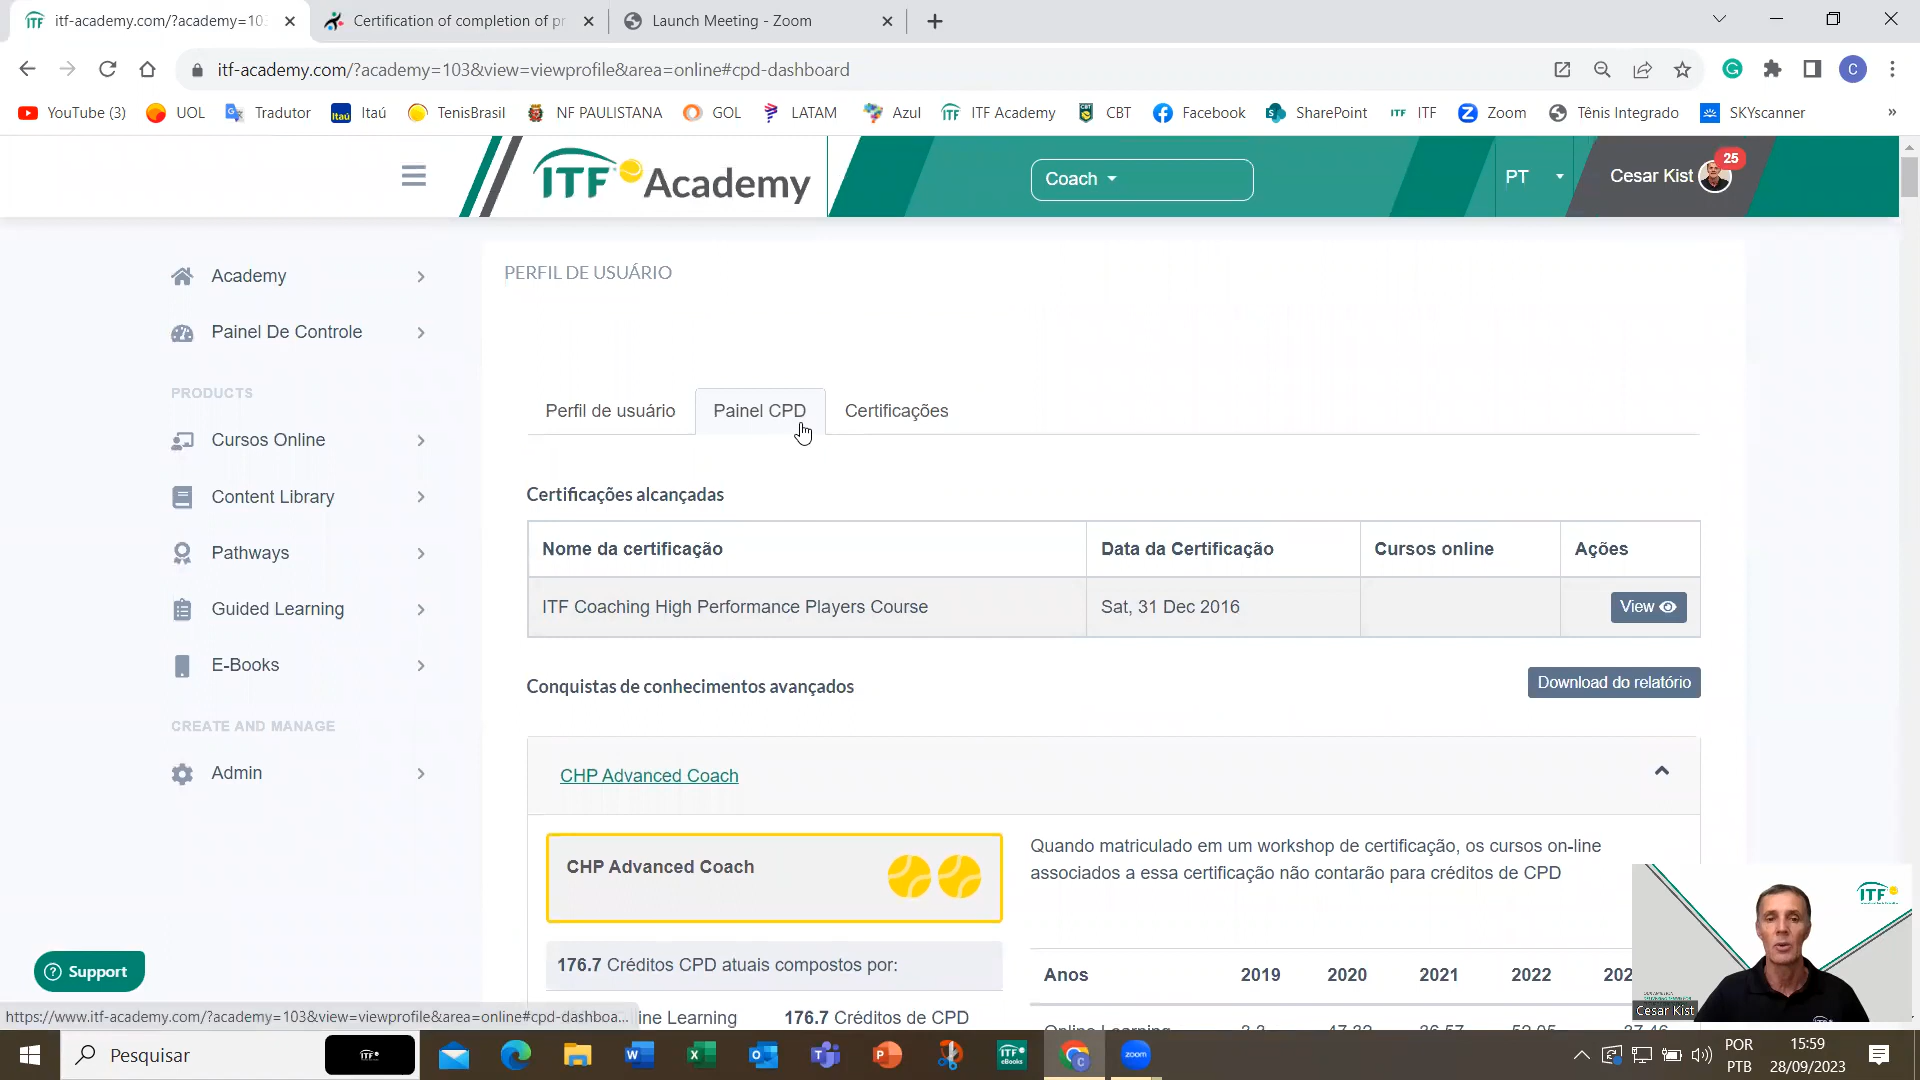 itf-academy.com/?academy=103
Certification of completion of pr
Launch Meeting - Zoom
itf-academy.com/?academy=103&view=viewprofile&area=online#cpd-dashboard
C
YouTube (3)
UOL
Tradutor
Itaú
TenisBrasil
NF PAULISTANA
GOL
LATAM
Azul
ITF Academy
CBT
Facebook
SharePoint
ITF
Zoom
Tênis Integrado
SKYscanner
»
ITF Academy
Coach
PT
Cesar Kist
25
Academy
Painel De Controle
PRODUCTS
Cursos Online
Content Library
Pathways
Guided Learning
E-Books
CREATE AND MANAGE
Admin
Support
PERFIL DE USUÁRIO
Perfil de usuário
Painel CPD
Certificações
Certificações alcançadas
Nome da certificação
Data da Certificação
Cursos online
Ações
ITF Coaching High Performance Players Course
Sat, 31 Dec 2016
View
Conquistas de conhecimentos avançados
Download do relatório
CHP Advanced Coach
CHP Advanced Coach
Quando matriculado em um workshop de certificação, os cursos on-line
associados a essa certificação não contarão para créditos de CPD
176.7 Créditos CPD atuais compostos por:
Anos 2019 2020 2021 2022
ine Learning
176.7 Créditos de CPD
ITF
Cesar Kist
https://www.itf-academy.com/?academy=103&view=viewprofile&area=online#cpd-dashboa...
Pesquisar
ITF
ITF
eBooks
zoom
POR
PTB
15:59
28/09/2023